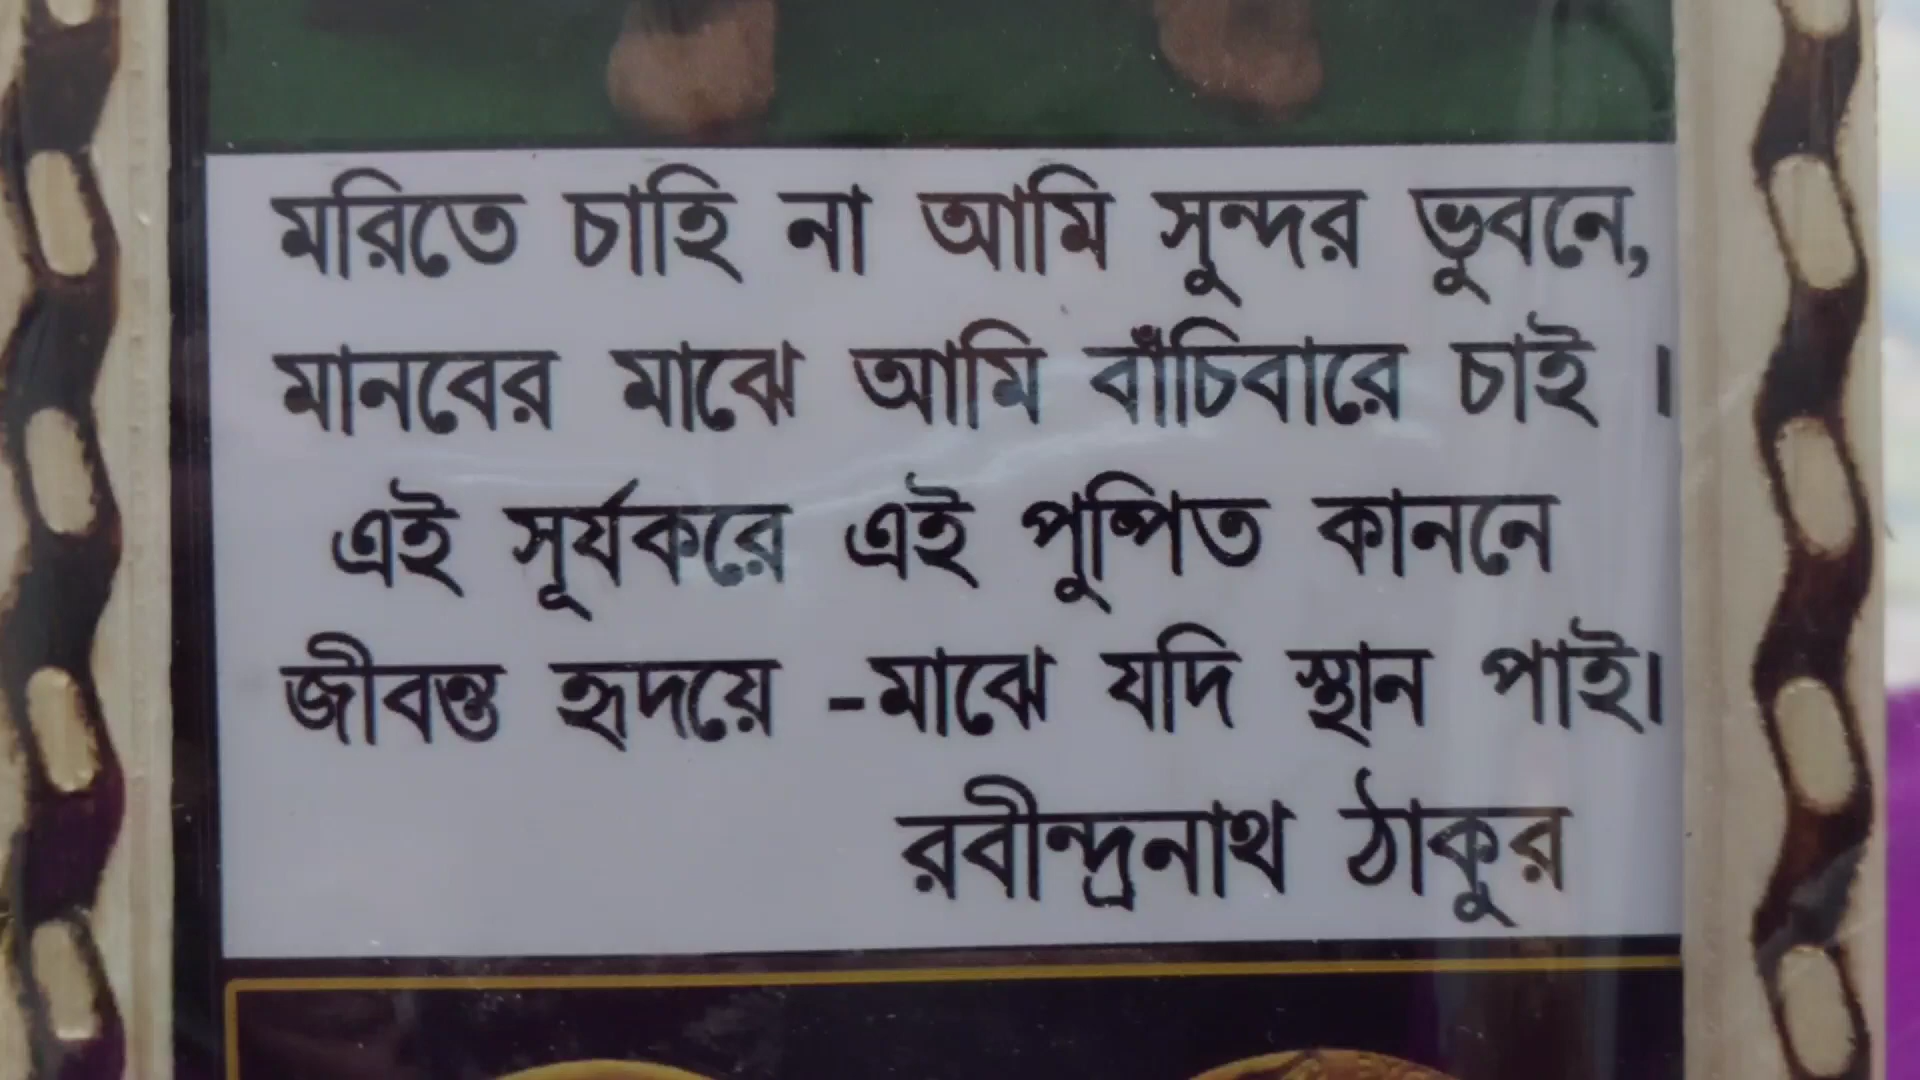 মরিতে চাহি না আমি সুন্দর ভুবনে,
মানবের মাঝে আমি বাঁচিবারে চাই ।
এই সূর্যকরে এই পুষ্পিত কাননে
জীবন্ত হৃদয়ে -মাঝে যদি স্থান পাই।
রবীন্দ্রনাথ ঠাকুর